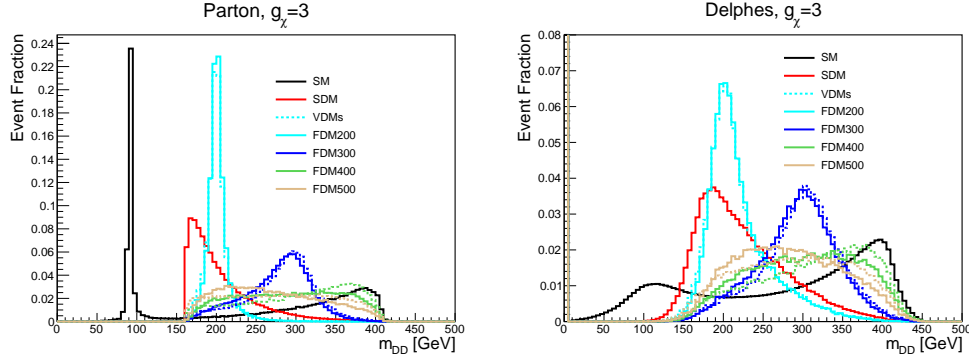 Parton, gχ=3
Event Fraction
0.24
0.22
0.2
0.18
0.16
0.14
0.12
0.1
0.08
0.06
0.04
0.02
0
SM
SDM
VDMs
FDM200
FDM300
FDM400
FDM500
50 100 150 200 250 300 350 400 450 500
mDD [GeV]
Delphes, gχ=3
Event Fraction
0.08
0.07
0.06
0.05
0.04
0.03
0.02
0.01
0
SM
SDM
VDMs
FDM200
FDM300
FDM400
FDM500
0 50 100 150 200 250 300 350 400 450 500
mDD [GeV]